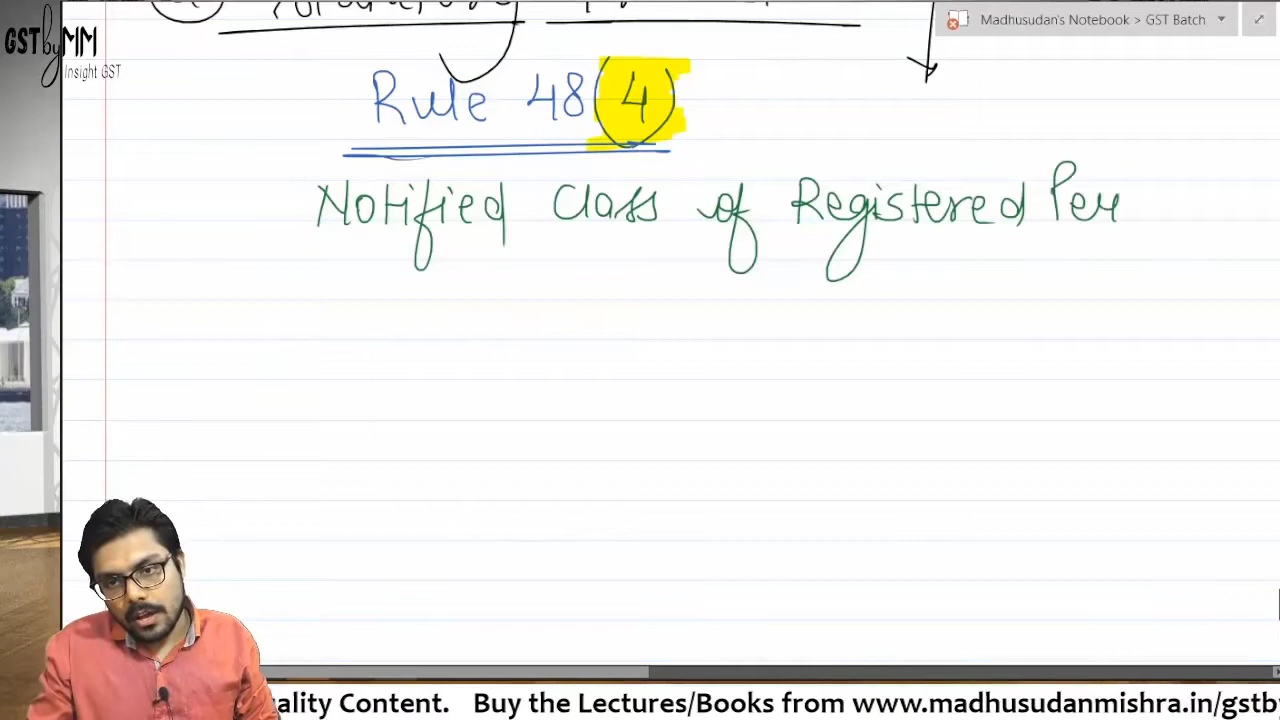 GST by MM
Insight GST
Madhusudan's Notebook > GST Batch
Rule 48(4)
Notified Class of Registered Per
ality Content. Buy the Lectures/Books from www.madhusudanmishra.in/gstb